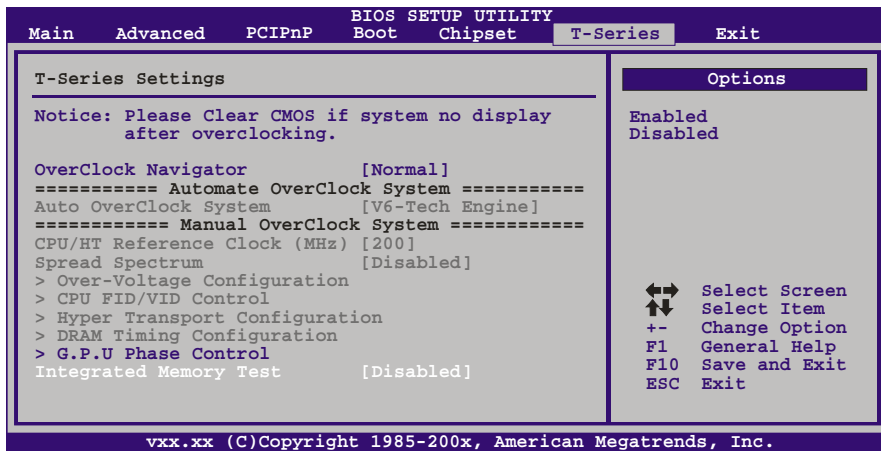 BIOS SETUP UTILITY
Main Advanced PCIPnP Boot Chipset T-Series Exit
T-Series Settings
Notice: Please Clear CMOS if system no display
after overclocking.
OverClock Navigator [Normal]
=========== Automate OverClock System ===========
Auto OverClock System [V6-Tech Engine]
============ Manual OverClock System ============
CPU/HT Reference Clock (MHz) [200]
Spread Spectrum [Disabled]
> Over-Voltage Configuration
> CPU FID/VID Control
> Hyper Transport Configuration
> DRAM Timing Configuration
> G.P.U Phase Control
Integrated Memory Test [Disabled]
Options
Enabled
Disabled
Select Screen
Select Item
+- Change Option
F1 General Help
F10 Save and Exit
ESC Exit
vxx.xx (C)Copyright 1985-200x, American Megatrends, Inc.